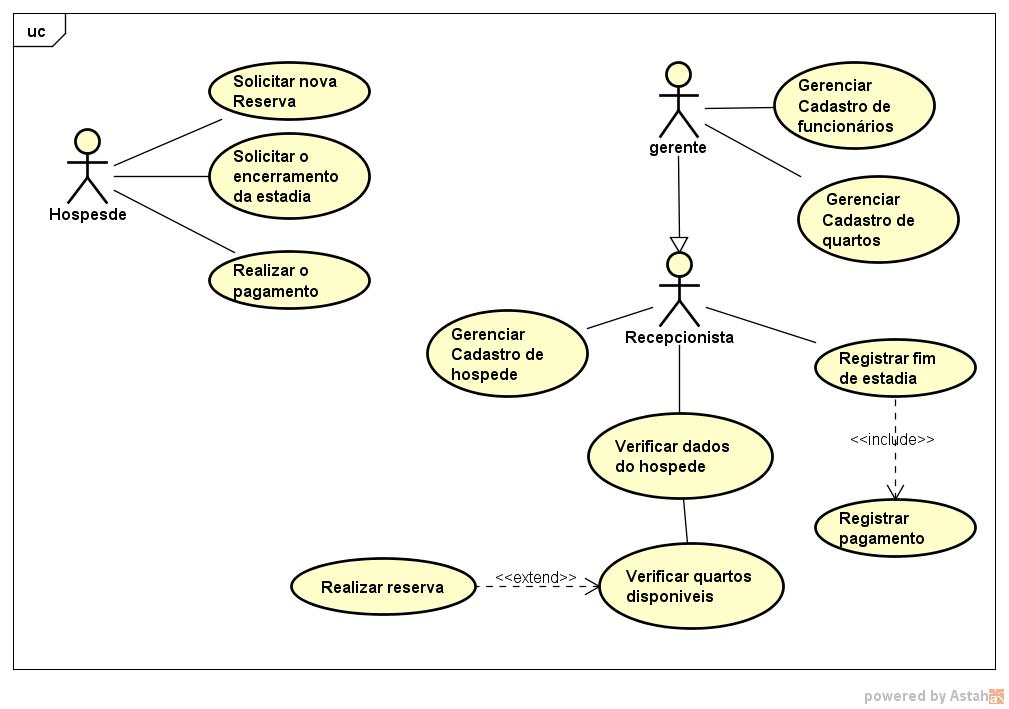 uc
Solicitar nova
Reserva
Solicitar o
encerramento
da estadia
Hospesde
Realizar o
pagamento
gerente
Gerenciar
Cadastro de
funcionários
Gerenciar
Cadastro de
quartos
Recepcionista
Gerenciar
Cadastro de
hospede
Registrar fim
de estadia
<<include>>
Verificar dados
do hospede
Registrar
pagamento
Realizar reserva
<<extend>>
Verificar quartos
disponiveis
powered by Astah